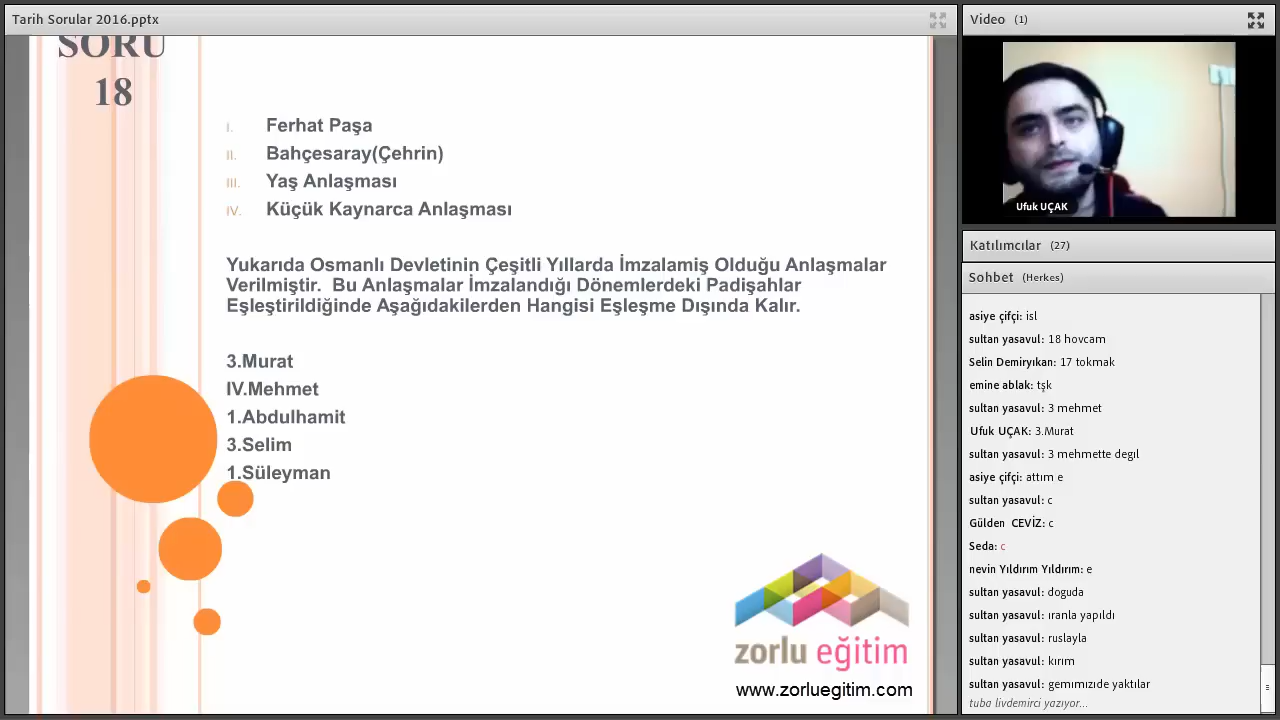 Tarih Sorular 2016.pptx
SORU
18
I. Ferhat Paşa
II. Bahçesaray(Çehrin)
III. Yaş Anlaşması
IV. Küçük Kaynarca Anlaşması
Yukarıda Osmanlı Devletinin Çeşitli Yıllarda İmzalamiş Olduğu Anlaşmalar
Verilmiştir. Bu Anlaşmalar İmzalandığı Dönemlerdeki Padişahlar
Eşleştirildiğinde Aşağıdakilerden Hangisi Eşleşme Dışında Kalır.
3.Murat
IV.Mehmet
1.Abdulhamit
3.Selim
1.Süleyman
zorlu eğitim
www.zorluegitim.com
Video (1)
Ufuk UÇAK
Katılımcılar (27)
Sohbet (Herkes)
asiye çifçi: isl
sultan yasavul: 18 hovcam
Selin Demiryıkan: 17 tokmak
emine ablak: tşk
sultan yasavul: 3 mehmet
Ufuk UÇAK: 3.Murat
sultan yasavul: 3 mehmette degıl
asiye çifçi: attım e
sultan yasavul: c
Gülden CEVİZ: c
Seda: c
nevin Yıldırım Yıldırım: e
sultan yasavul: doguda
sultan yasavul: ıranla yapıldı
sultan yasavul: ruslayla
sultan yasavul: kırım
sultan yasavul: gemımızıde yaktılar
tuba livdemirci yazıyor...